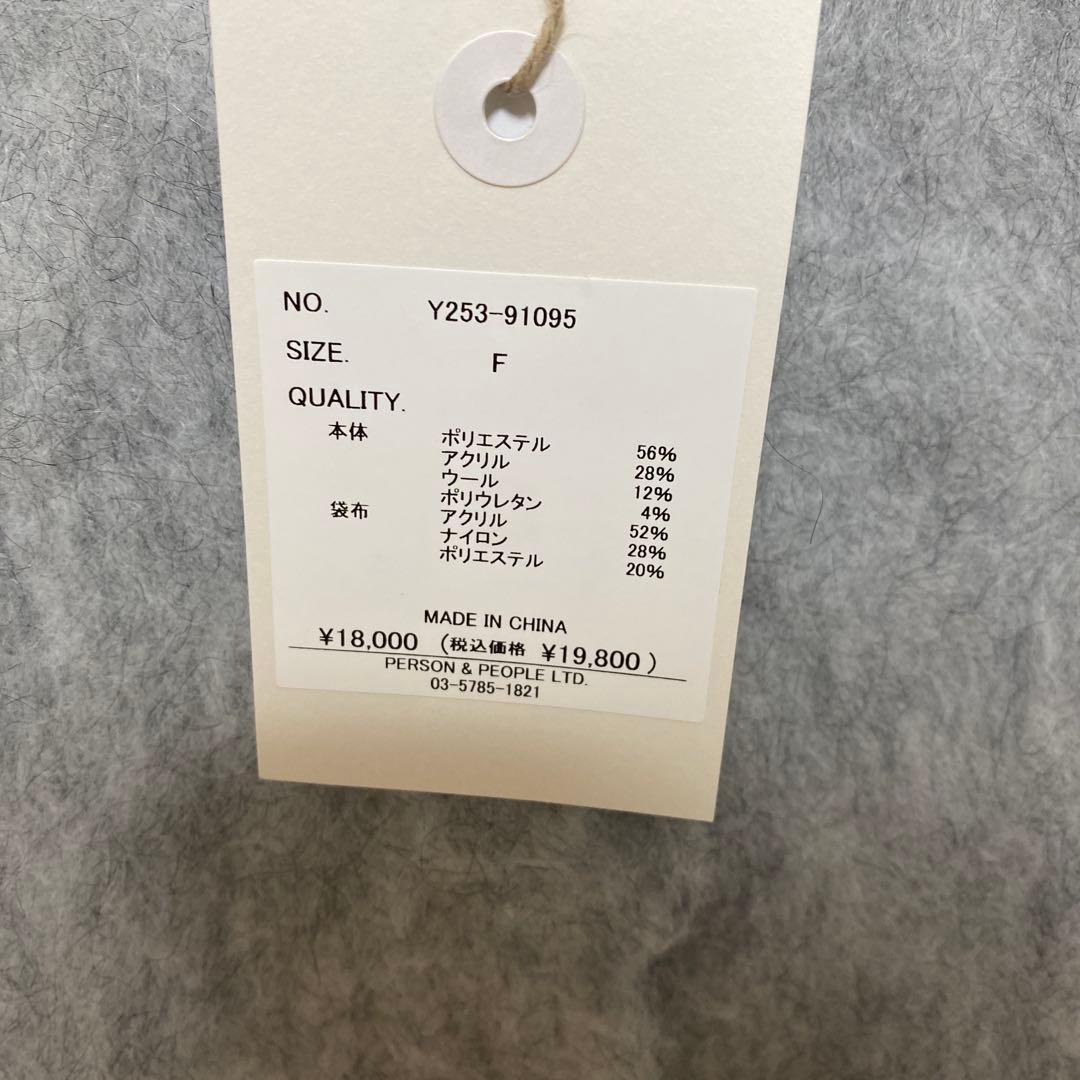 NO. Y253-91095
SIZE. F
QUALITY.
本体 ポリエステル 56%
アクリル 28%
ウール 12%
ポリウレタン 4%
袋布 アクリル 52%
ナイロン 28%
ポリエステル 20%
MADE IN CHINA
¥18,000 (税込価格 ¥19,800)
PERSON & PEOPLE LTD.
03-5785-1821